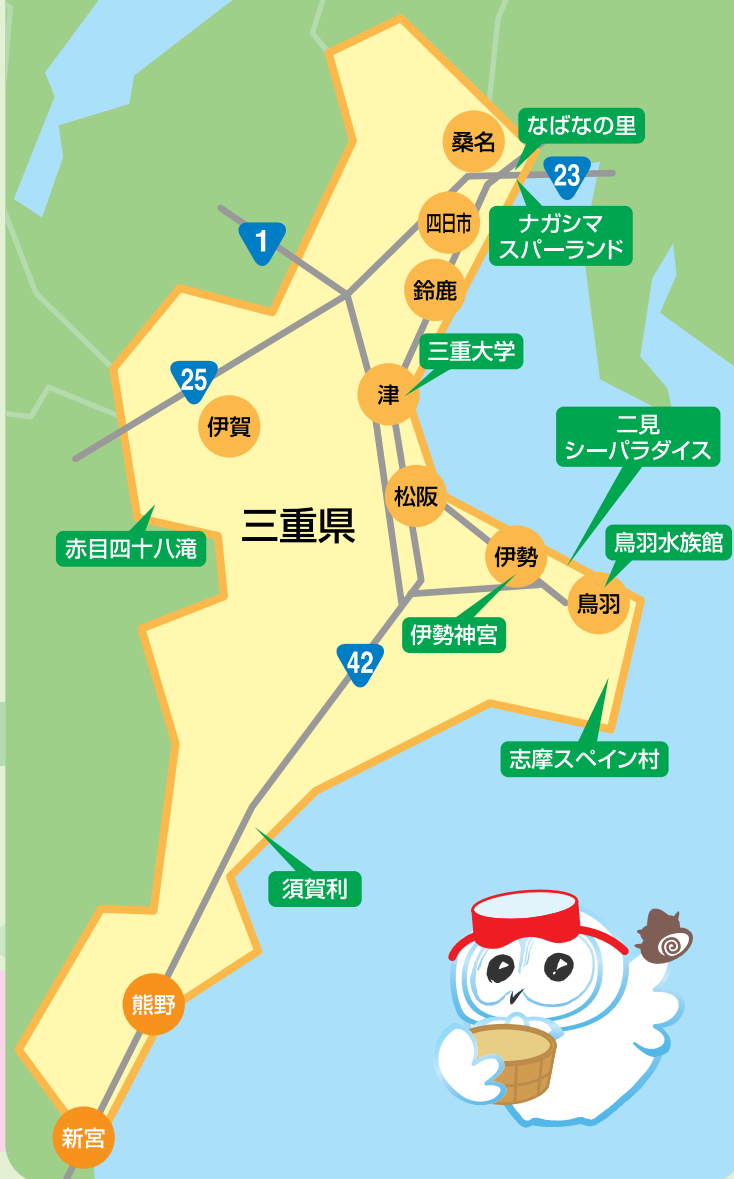 なばなの里
桑名
23
四日市
ナガシマ
スパーランド
1
鈴鹿
三重大学
25
津
伊賀
二見
シーパラダイス
松阪
三重県
赤目四十八滝
伊勢
鳥羽水族館
鳥羽
伊勢神宮
42
志摩スペイン村
須賀利
熊野
新宮